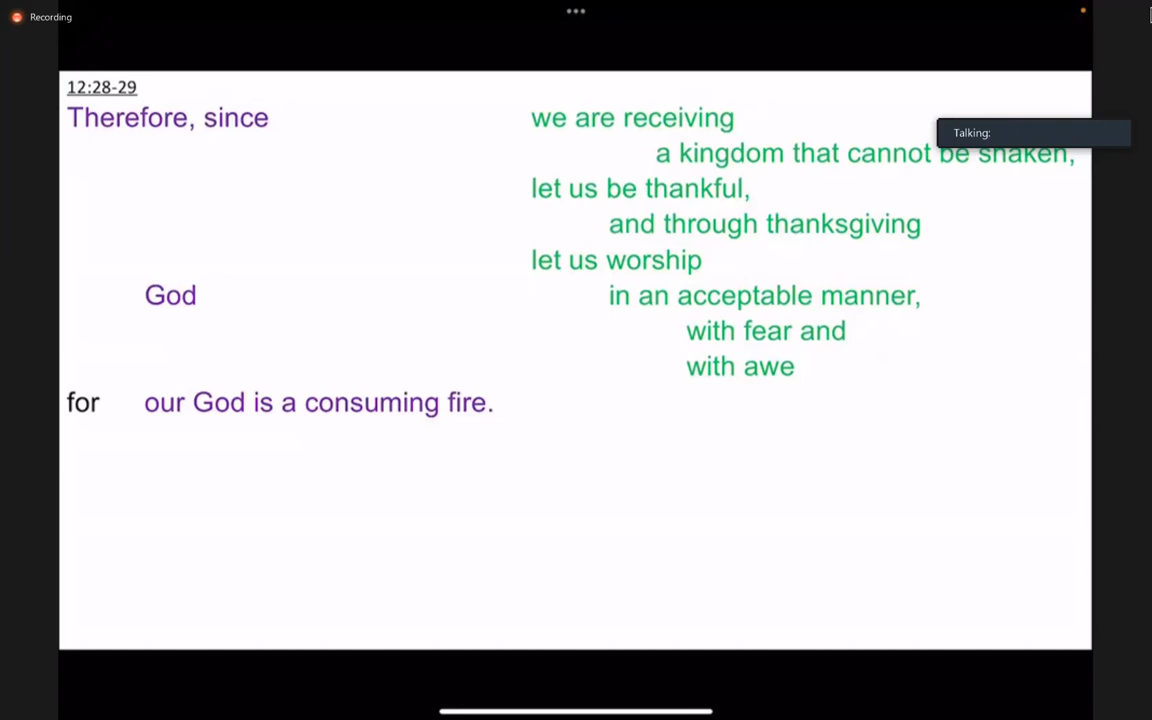 Recording
12:28-29
Therefore, since we are receiving
Talking:
a kingdom that cannot be shaken,
let us be thankful,
and through thanksgiving
let us worship
God in an acceptable manner,
with fear and
with awe
for our God is a consuming fire.